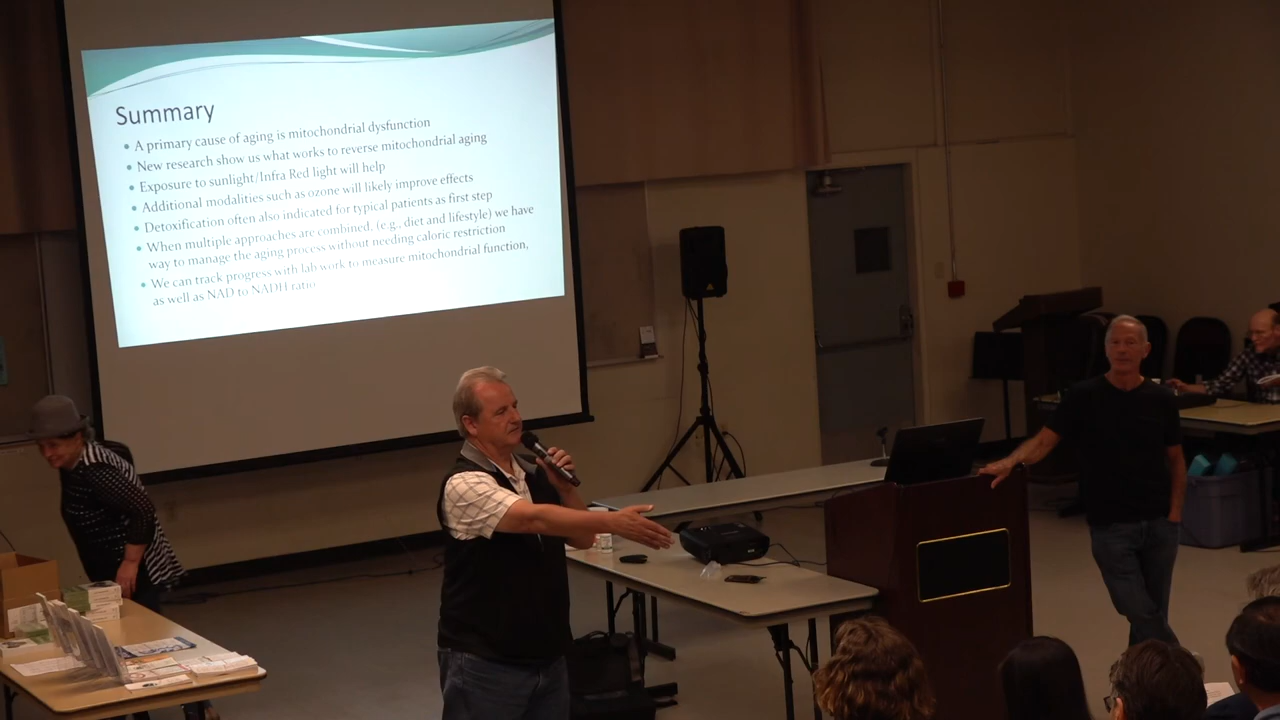 Summary
A primary cause of aging is mitochondrial dysfunction
New research show us what works to reverse mitochondrial aging
Exposure to sunlight/Infra Red light will help
Additional modalities such as ozone will likely improve effects
Detoxification often also indicated for typical patients as first step
When multiple approaches are combined, (e.g., diet and lifestyle) we have
way to manage the aging process without needing caloric restriction
We can track progress with lab work to measure mitochondrial function,
as well as NAD to NADH ratio